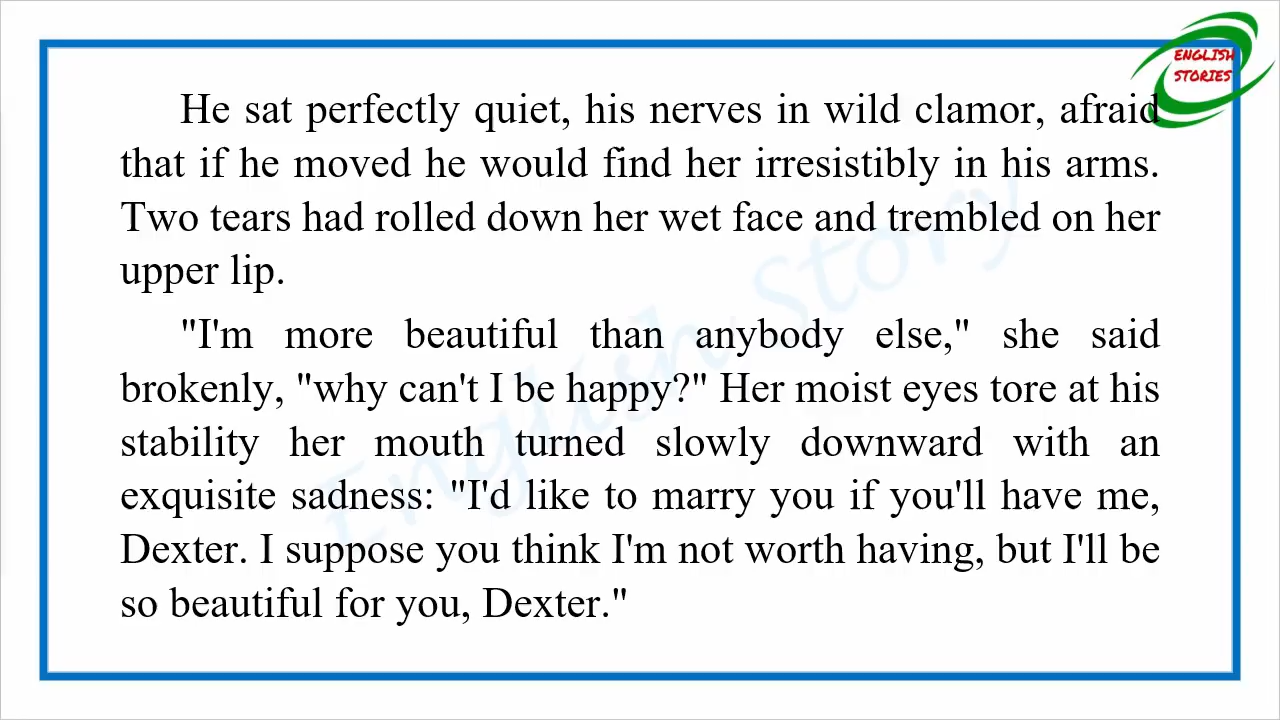 ENGLISH
STORIES
He sat perfectly quiet, his nerves in wild clamor, afraid
that if he moved he would find her irresistibly in his arms.
Two tears had rolled down her wet face and trembled on her
upper lip.
"I'm more beautiful than anybody else," she said
brokenly, "why can't I be happy?" Her moist eyes tore at his
stability her mouth turned slowly downward with an
exquisite sadness: "I'd like to marry you if you'll have me,
Dexter. I suppose you think I'm not worth having, but I'll be
so beautiful for you, Dexter."
English Story